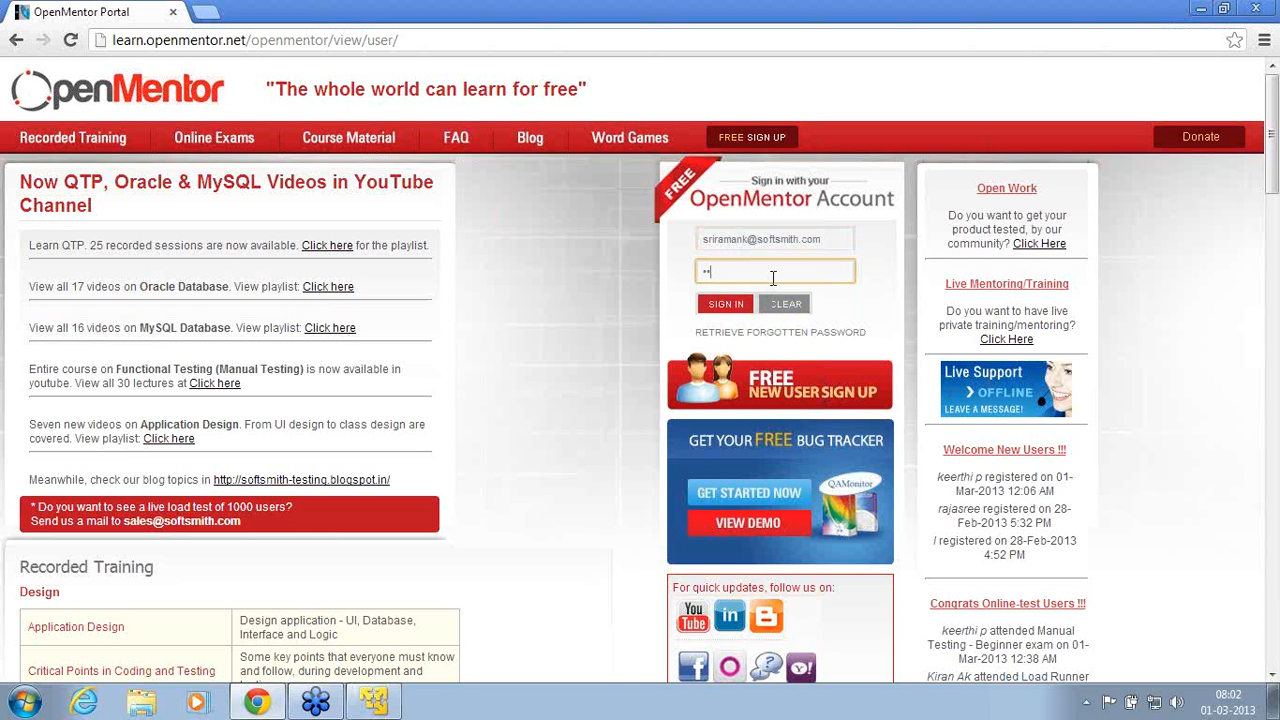 OpenMentor Portal
learn.openmentor.net/openmentor/view/user/
OpenMentor
"The whole world can learn for free"
Recorded Training
Online Exams
Course Material
FAQ
Blog
Word Games
FREE SIGN UP
Donate
Now QTP, Oracle & MySQL Videos in YouTube
Channel
Learn QTP. 25 recorded sessions are now available. Click here for the playlist.
View all 17 videos on Oracle Database. View playlist: Click here
View all 16 videos on MySQL Database. View playlist: Click here
Entire course on Functional Testing (Manual Testing) is now available in
youtube. View all 30 lectures at Click here
Seven new videos on Application Design. From UI design to class design are
covered. View playlist: Click here
Meanwhile, check our blog topics in http://softsmith-testing.blogspot.in/
* Do you want to see a live load test of 1000 users?
Send us a mail to sales@softsmith.com
Recorded Training
Design
Application Design
Design application - UI, Database,
Interface and Logic
Critical Points in Coding and Testing
Some key points that everyone must know
and follow, during development and
FREE
Sign in with your
OpenMentor Account
sriramank@softsmith.com
**
SIGN IN
CLEAR
RETRIEVE FORGOTTEN PASSWORD
FREE
NEW USER SIGN UP
GET YOUR FREE BUG TRACKER
GET STARTED NOW
VIEW DEMO
QAMonitor
For quick updates, follow us on:
You
Tube
in
f
Y!
Open Work
Do you want to get your
product tested, by our
community? Click Here
Live Mentoring/Training
Do you want to have live
private training/mentoring?
Click Here
Live Support
OFFLINE
LEAVE A MESSAGE!
Welcome New Users !!!
keerthi p registered on 01-
Mar-2013 12:06 AM
rajasree registered on 28-
Feb-2013 5:32 PM
l registered on 28-Feb-2013
4:52 PM
Congrats Online-test Users !!!
keerthi p attended Manual
Testing - Beginner exam on 01-
Mar-2013 12:38 AM
Kiran Ak attended Load Runner
08:02
01-03-2013